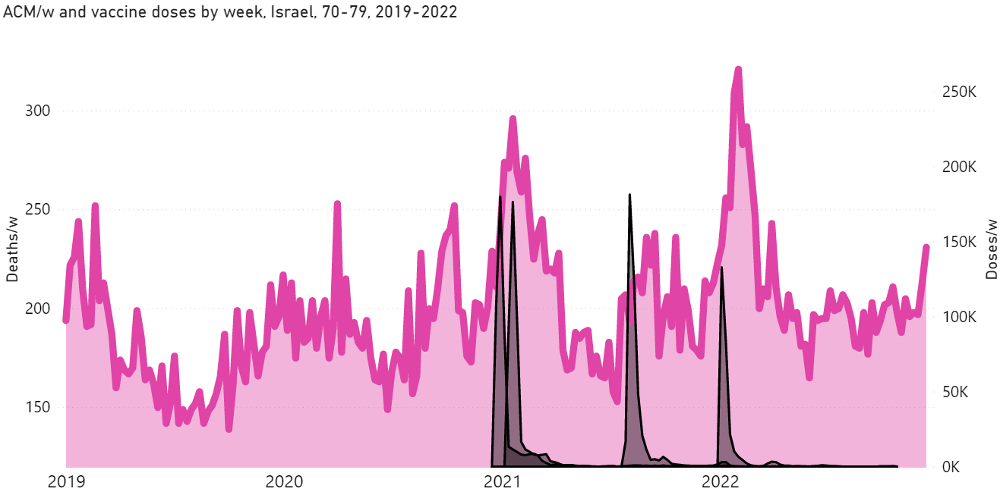 ACM/w and vaccine doses by week, Israel, 70-79, 2019-2022
300
250
200
150
Deaths/w
250K
200K
150K
100K
50K
0K
Doses/w
2019
2020
2021
2022